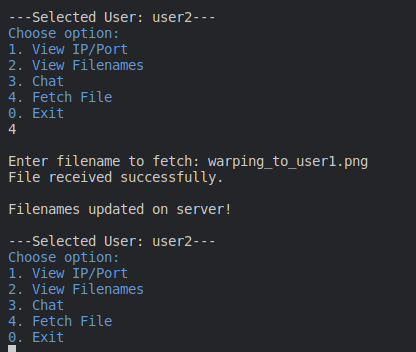 ---Selected User: user2---
Choose option:
1. View IP/Port
2. View Filenames
3. Chat
4. Fetch File
0. Exit
4
Enter filename to fetch: warping_to_user1.png
File received successfully.
Filenames updated on server!
---Selected User: user2---
Choose option:
1. View IP/Port
2. View Filenames
3. Chat
4. Fetch File
0. Exit